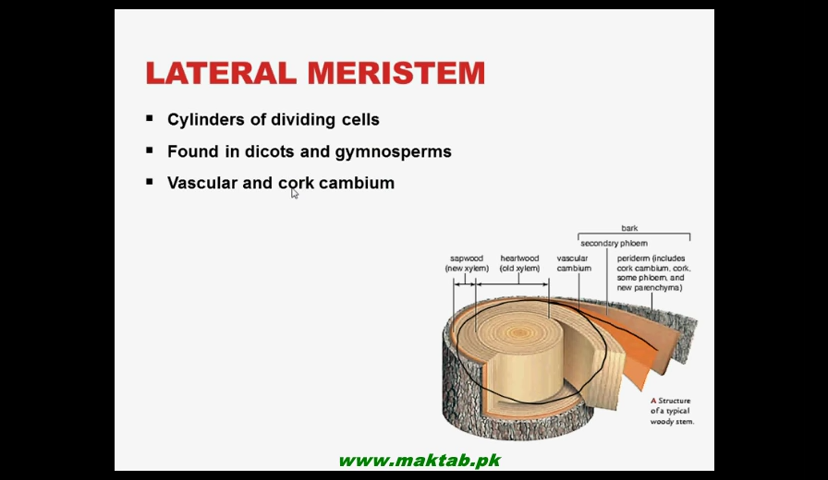 LATERAL MERISTEM
▪ Cylinders of dividing cells
▪ Found in dicots and gymnosperms
▪ Vascular and cork cambium
bark
secondary phloem
sapwood
(new xylem)
heartwood
(old xylem)
vascular
cambium
periderm (includes
cork cambium, cork,
some phloem, and
new parenchyma)
A Structure
of a typical
woody stem.
www.maktab.pk